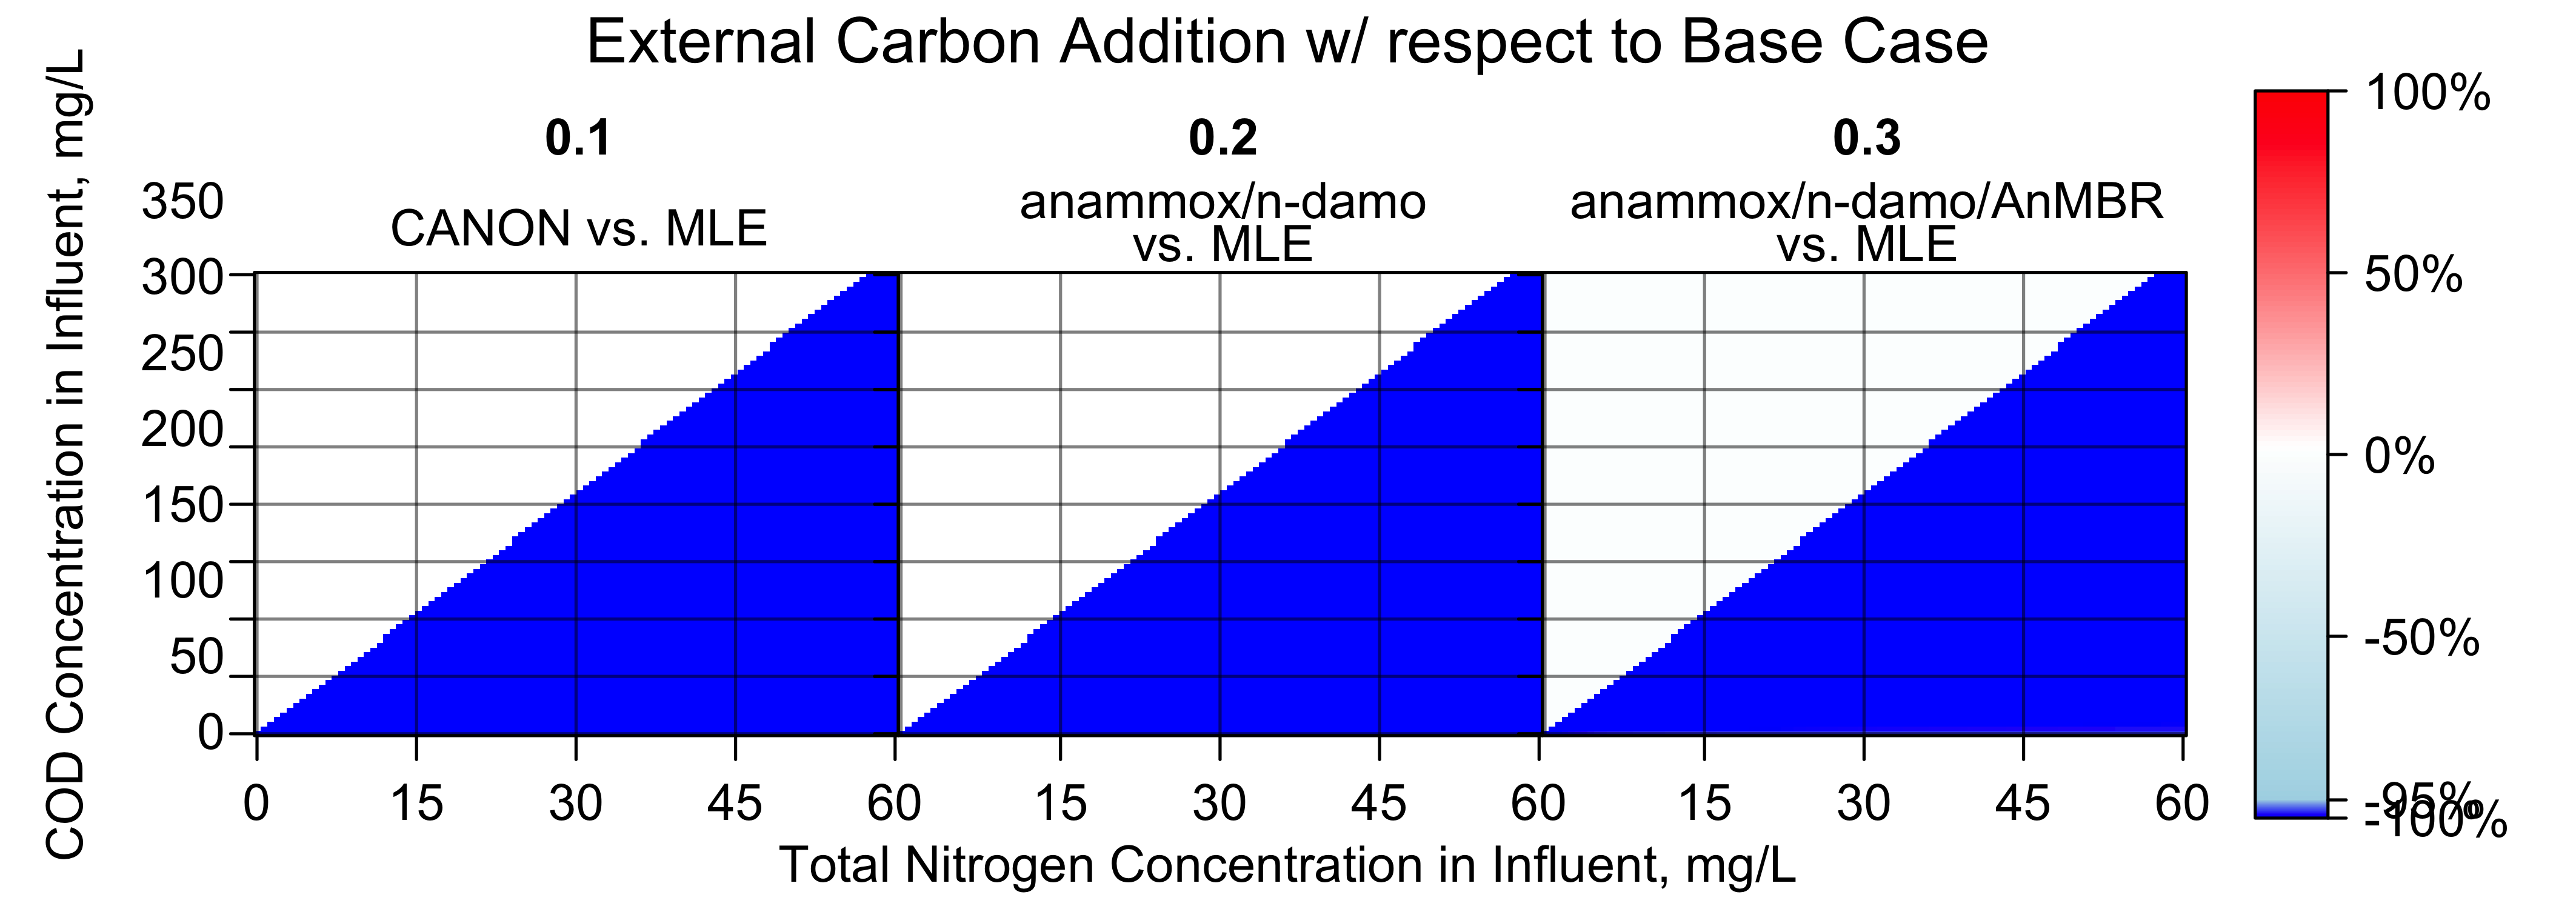 External Carbon Addition w/ respect to Base Case
0.1
0.2
0.3
CANON vs. MLE
anammox/n-damo
vs. MLE
anammox/n-damo/AnMBR
vs. MLE
COD Concentration in Influent, mg/L
350
300
250
200
150
100
50
0
0 15 30 45 60 15 30 45 60 15 30 45 60
Total Nitrogen Concentration in Influent, mg/L
100%
50%
0%
-50%
-95%
-100%